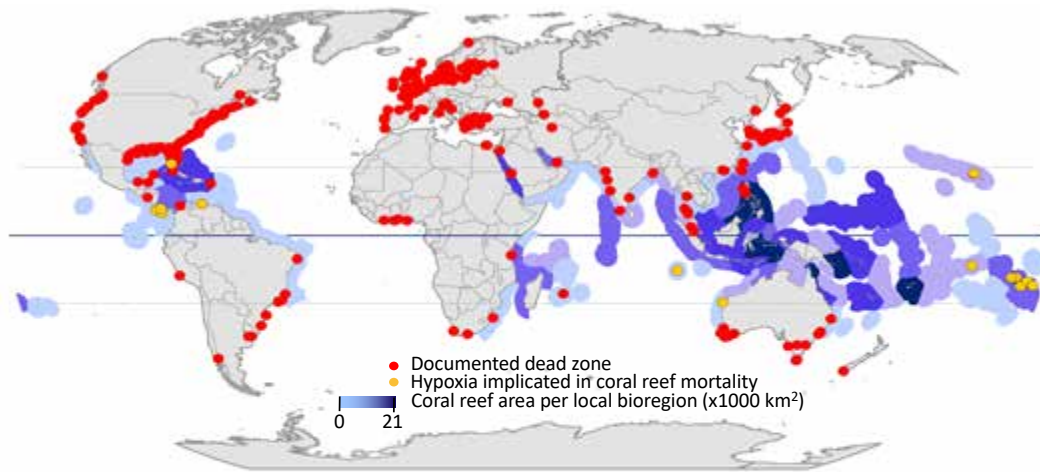 Documented dead zone
Hypoxia implicated in coral reef mortality
Coral reef area per local bioregion (x1000 km²)
0 21